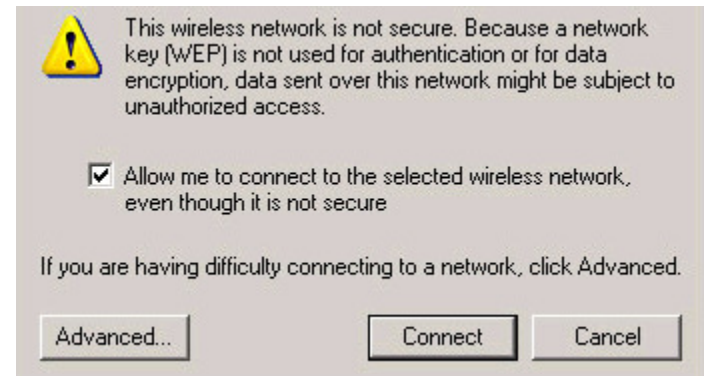 This wireless network is not secure. Because a network
key (WEP) is not used for authentication or for data
encryption, data sent over this network might be subject to
unauthorized access.
Allow me to connect to the selected wireless network,
even though it is not secure
If you are having difficulty connecting to a network, click Advanced.
Advanced... Connect Cancel